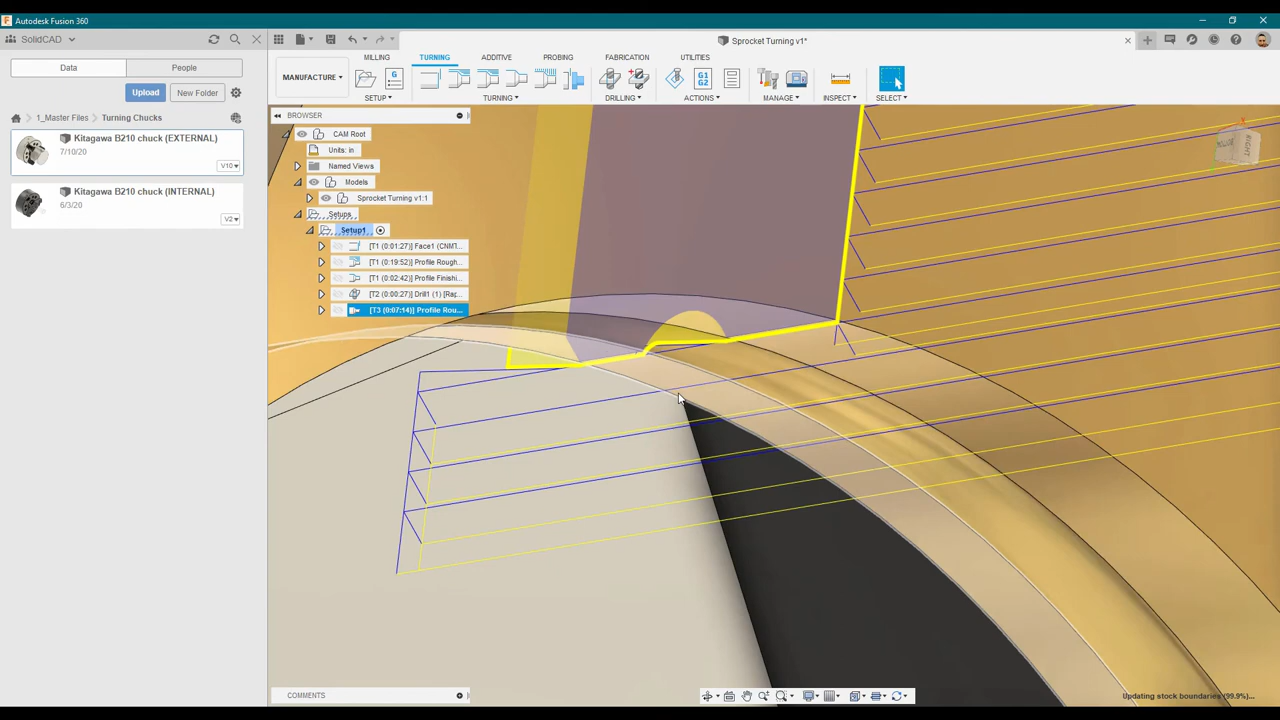 Autodesk Fusion 360
SolidCAD
Sprocket Turning v1*
Data
People
Upload
New Folder
1_Master Files
Turning Chucks
Kitagawa B210 chuck (EXTERNAL)
7/10/20
V10
Kitagawa B210 chuck (INTERNAL)
6/3/20
V2
MILLING
TURNING
ADDITIVE
PROBING
FABRICATION
UTILITIES
MANUFACTURE
G
G1
G2
SETUP
TURNING
DRILLING
ACTIONS
MANAGE
INSPECT
SELECT
BROWSER
CAM Root
Units: in
Named Views
Models
Sprocket Turning v1:1
Setups
Setup1
[T1 (0:01:27)] Face1 (CNMT...
[T1 (0:19:52)] Profile Rough...
[T1 (0:02:42)] Profile Finishi...
[T2 (0:00:27)] Drill1 (1) [Rap...
[T3 (0:07:14)] Profile Rou...
RIGHT
COMMENTS
Updating stock boundaries (99.9%)...